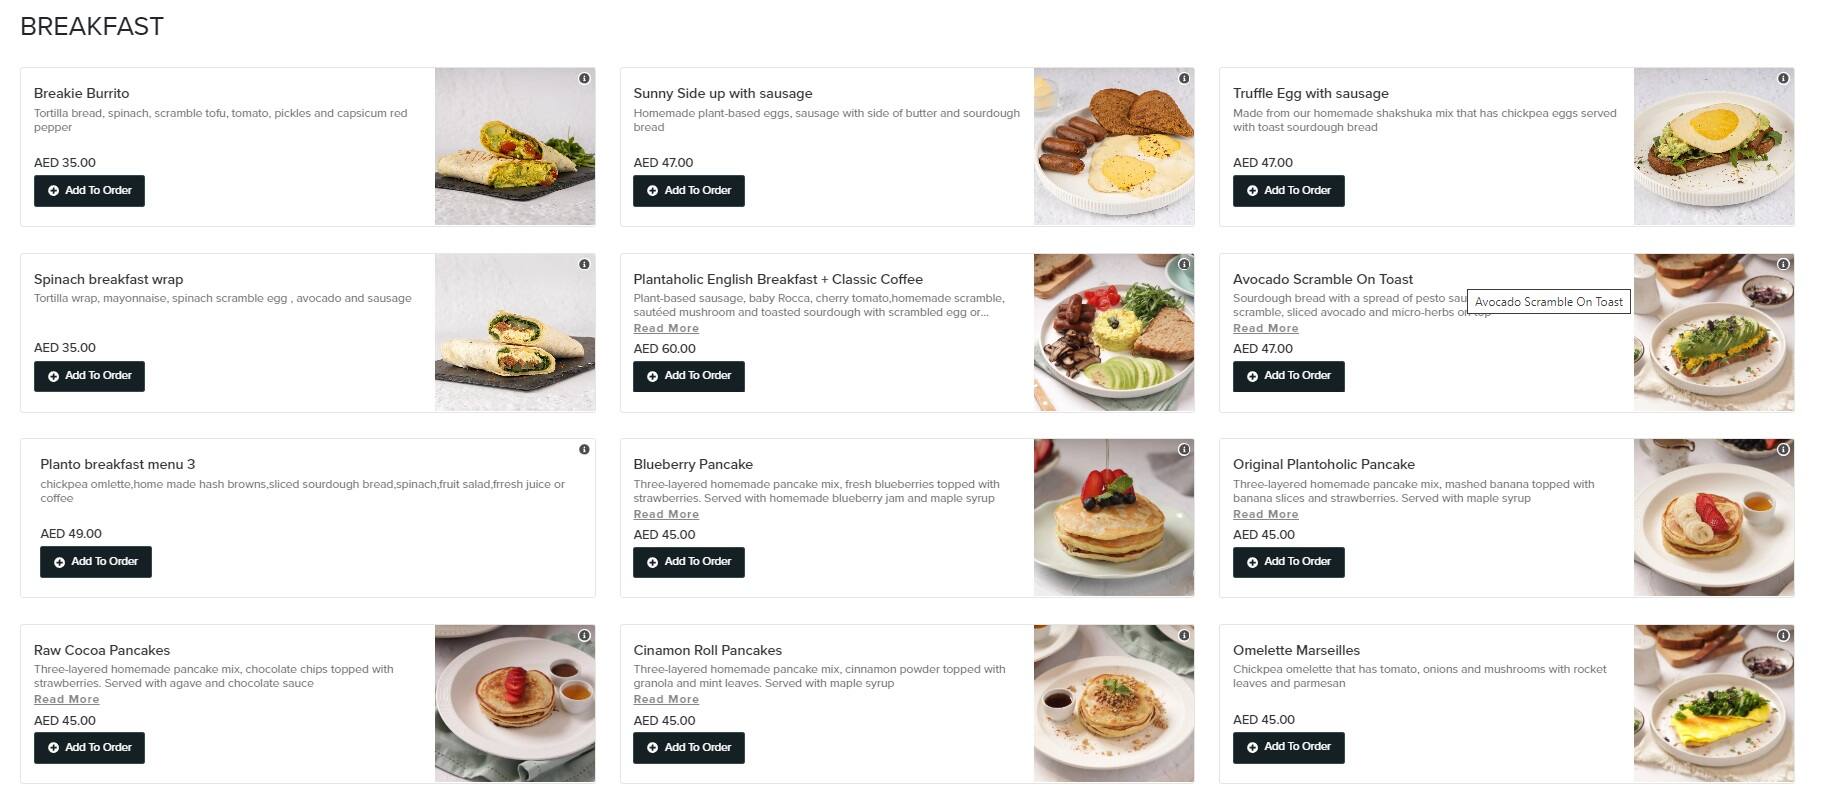 BREAKFAST
Breakie Burrito
Tortilla bread, spinach, scramble tofu, tomato, pickles and capsicum red
pepper
AED 35.00
Add To Order
Sunny Side up with sausage
Homemade plant-based eggs, sausage with side of butter and sourdough
bread
AED 47.00
Add To Order
Truffle Egg with sausage
Made from our homemade shakshuka mix that has chickpea eggs served
with toast sourdough bread
AED 47.00
Add To Order
Spinach breakfast wrap
Tortilla wrap, mayonnaise, spinach scramble egg , avocado and sausage
AED 35.00
Add To Order
Plantaholic English Breakfast + Classic Coffee
Plant-based sausage, baby Rocca, cherry tomato,homemade scramble,
sautéed mushroom and toasted sourdough with scrambled egg or...
Read More
AED 60.00
Add To Order
Avocado Scramble On Toast
Sourdough bread with a spread of pesto
Avocado Scramble On Toast
scramble, sliced avocado and micro-herbs on top
Read More
AED 47.00
Add To Order
Planto breakfast menu 3
chickpea omlette,home made hash browns,sliced sourdough bread,spinach,fruit salad,frresh juice or
coffee
AED 49.00
Add To Order
Blueberry Pancake
Three-layered homemade pancake mix, fresh blueberries topped with
strawberries. Served with homemade blueberry jam and maple syrup
Read More
AED 45.00
Add To Order
Original Plantoholic Pancake
Three-layered homemade pancake mix, mashed banana topped with
banana slices and strawberries. Served with maple syrup
Read More
AED 45.00
Add To Order
Raw Cocoa Pancakes
Three-layered homemade pancake mix, chocolate chips topped with
strawberries. Served with agave and chocolate sauce
Read More
AED 45.00
Add To Order
Cinamon Roll Pancakes
Three-layered homemade pancake mix, cinnamon powder topped with
granola and mint leaves. Served with maple syrup
Read More
AED 45.00
Add To Order
Omelette Marseilles
Chickpea omelette that has tomato, onions and mushrooms with rocket
leaves and parmesan
AED 45.00
Add To Order